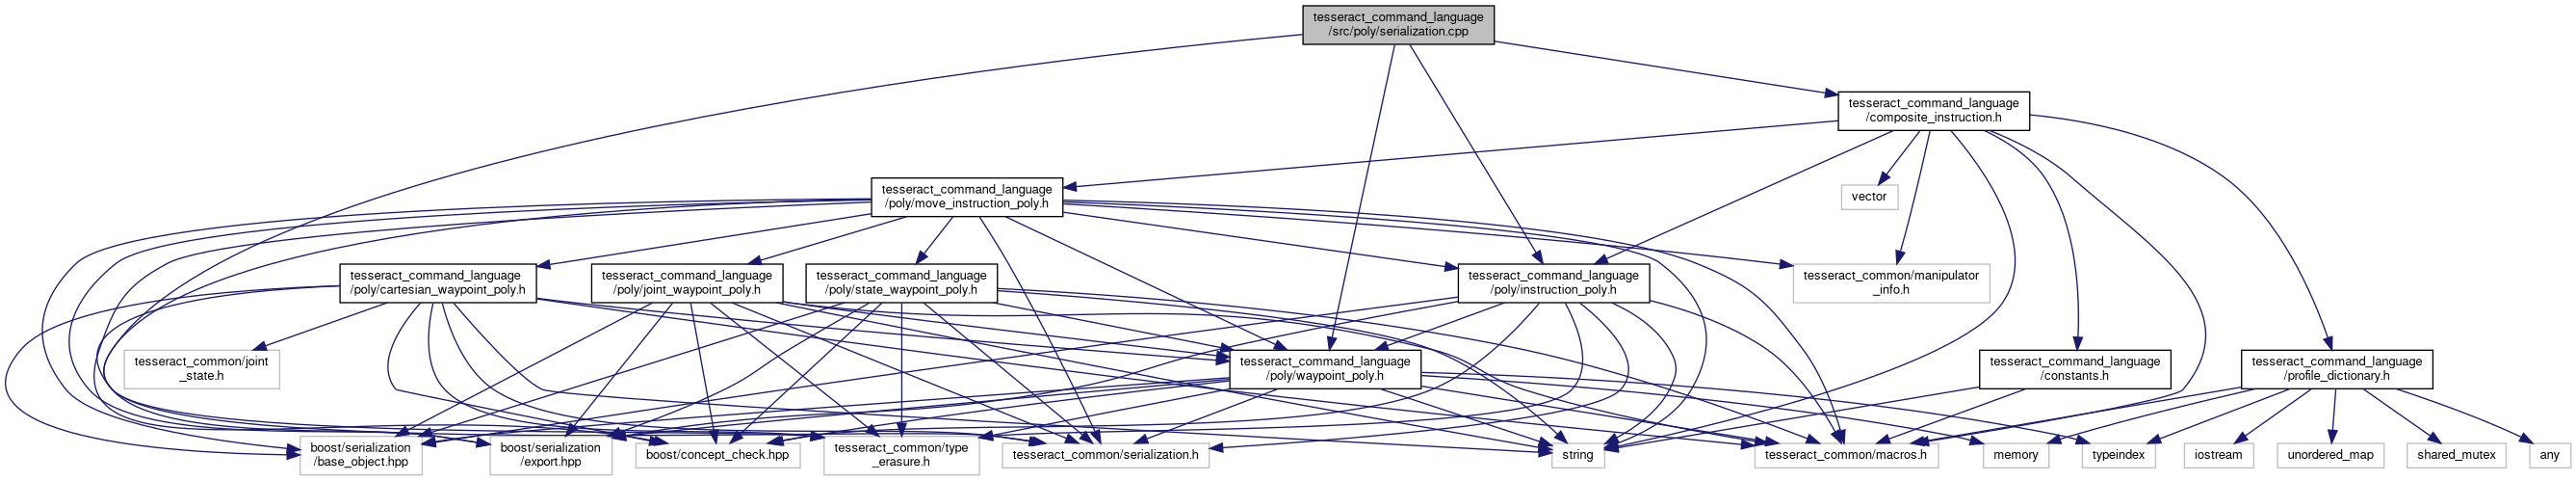 tesseract_command_language
/src/poly/serialization.cpp
tesseract_command_language
/composite_instruction.h
tesseract_command_language
/poly/move_instruction_poly.h
vector
tesseract_command_language
/poly/cartesian_waypoint_poly.h
tesseract_command_language
/poly/joint_waypoint_poly.h
tesseract_command_language
/poly/state_waypoint_poly.h
tesseract_command_language
/poly/instruction_poly.h
tesseract_common/manipulator
_info.h
tesseract_common/joint
_state.h
tesseract_command_language
/poly/waypoint_poly.h
tesseract_command_language
/constants.h
tesseract_command_language
/profile_dictionary.h
boost/serialization
/base_object.hpp
boost/serialization
/export.hpp
boost/concept_check.hpp
tesseract_common/type
_erasure.h
tesseract_common/serialization.h
string
tesseract_common/macros.h
memory
typeindex
iostream
unordered_map
shared_mutex
any